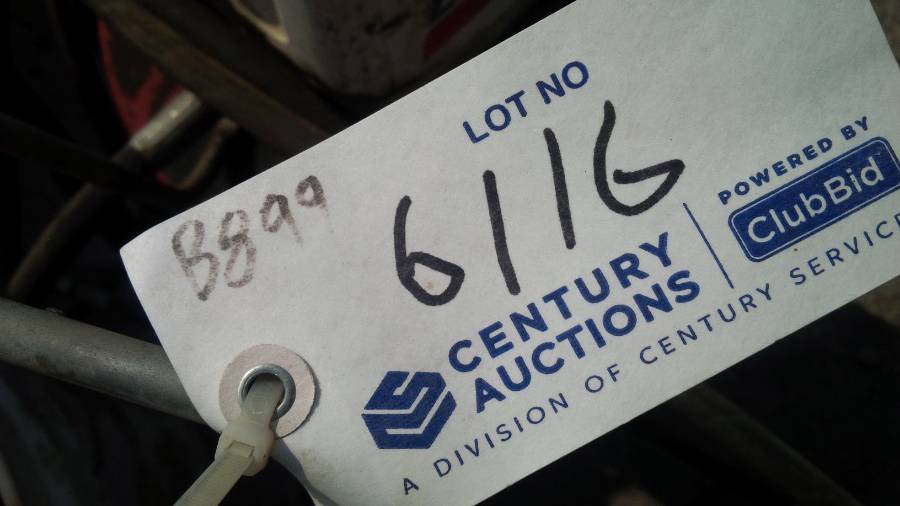 LOT NO
B899
611G
POWERED BY
ClubBid
CENTURY
AUCTIONS
A DIVISION OF CENTURY SERVICE